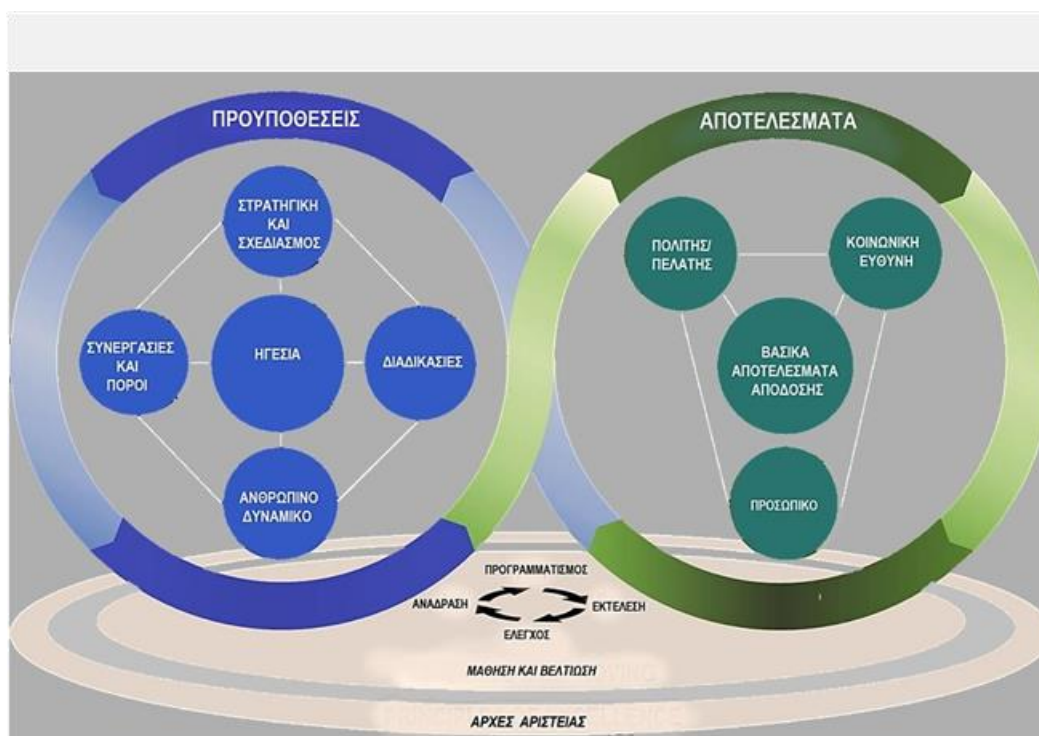 ΠΡΟΥΠΟΘΕΣΕΙΣ
ΣΤΡΑΤΗΓΙΚΗ
ΚΑΙ
ΣΧΕΔΙΑΣΜΟΣ
ΣΥΝΕΡΓΑΣΙΕΣ
ΚΑΙ
ΠΟΡΟΙ
ΗΓΕΣΙΑ
ΔΙΑΔΙΚΑΣΙΕΣ
ΑΝΘΡΩΠΙΝΟ
ΔΥΝΑΜΙΚΟ
ΑΠΟΤΕΛΕΣΜΑΤΑ
ΠΟΛΙΤΗΣ/
ΠΕΛΑΤΗΣ
ΚΟΙΝΩΝΙΚΗ
ΕΥΘΥΝΗ
ΒΑΣΙΚΑ
ΑΠΟΤΕΛΕΣΜΑΤΑ
ΑΠΟΔΟΣΗΣ
ΠΡΟΣΩΠΙΚΟ
ΠΡΟΓΡΑΜΜΑΤΙΣΜΟΣ
ΑΝΑΔΡΑΣΗ
ΕΚΤΕΛΕΣΗ
ΕΛΕΓΧΟΣ
ΜΑΘΗΣΗ ΚΑΙ ΒΕΛΤΙΩΣΗ
ΑΡΧΕΣ ΑΡΙΣΤΕΙΑΣ